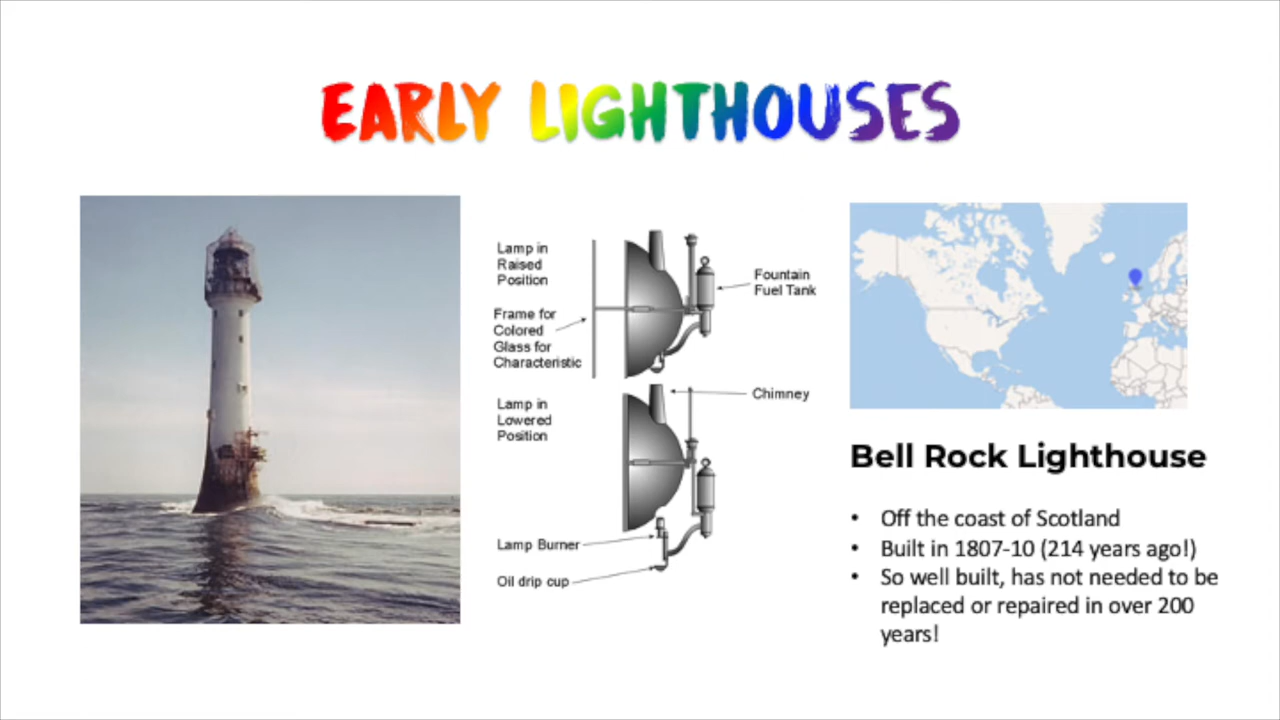 EARLY LIGHTHOUSES
Lamp in
Raised
Position
Frame for
Colored
Glass for
Characteristic
Fountain
Fuel Tank
Chimney
Lamp in
Lowered
Position
Lamp Burner
Oil drip cup
Bell Rock Lighthouse
• Off the coast of Scotland
• Built in 1807-10 (214 years ago!)
• So well built, has not needed to be
replaced or repaired in over 200
years!